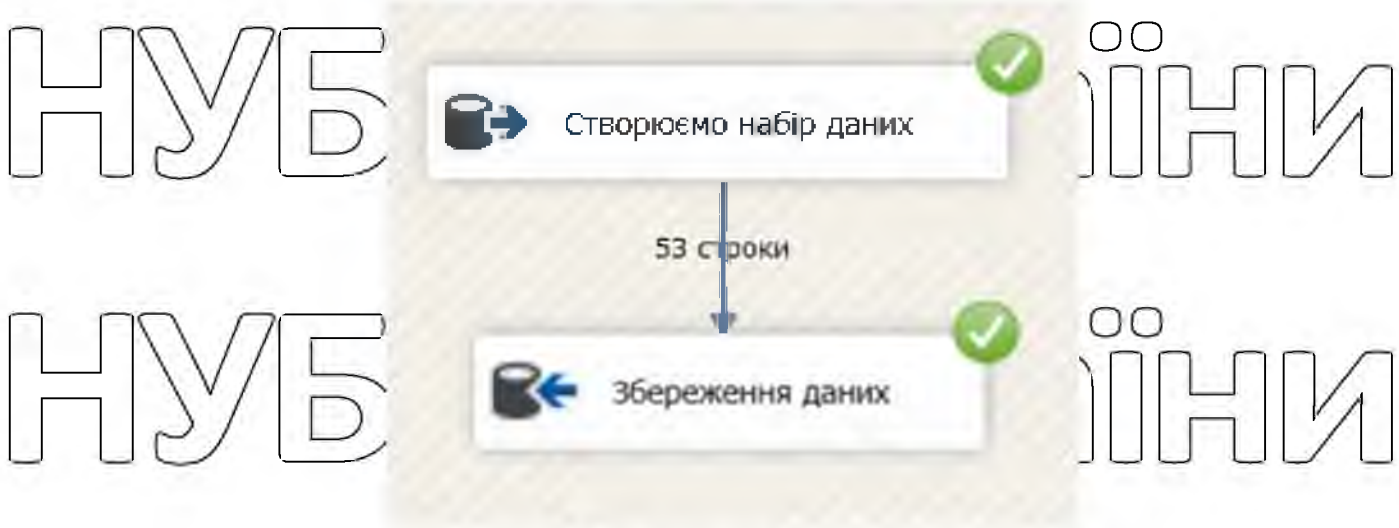 НУБ їни
Створюємо набір даних
53 строки
НУБ їни
Збереження даних